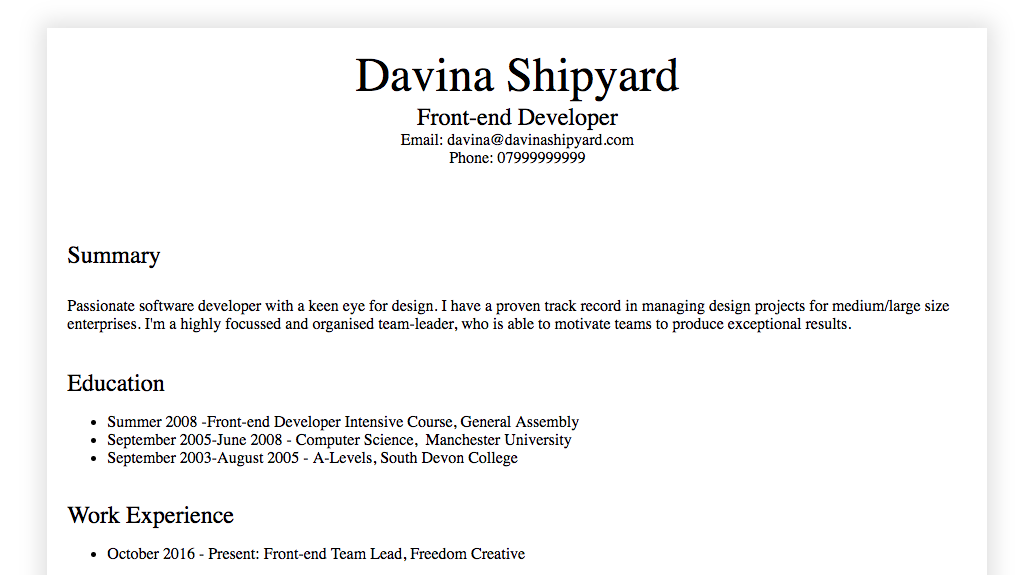 Davina Shipyard
Front-end Developer
Email: davina@davinashipyard.com
Phone: 07999999999
Summary
Passionate software developer with a keen eye for design. I have a proven track record in managing design projects for medium/large size
enterprises. I'm a highly focussed and organised team-leader, who is able to motivate teams to produce exceptional results.
Education
• Summer 2008 -Front-end Developer Intensive Course, General Assembly
• September 2005-June 2008 - Computer Science,  Manchester University
• September 2003-August 2005 - A-Levels, South Devon College
Work Experience
• October 2016 - Present: Front-end Team Lead, Freedom Creative